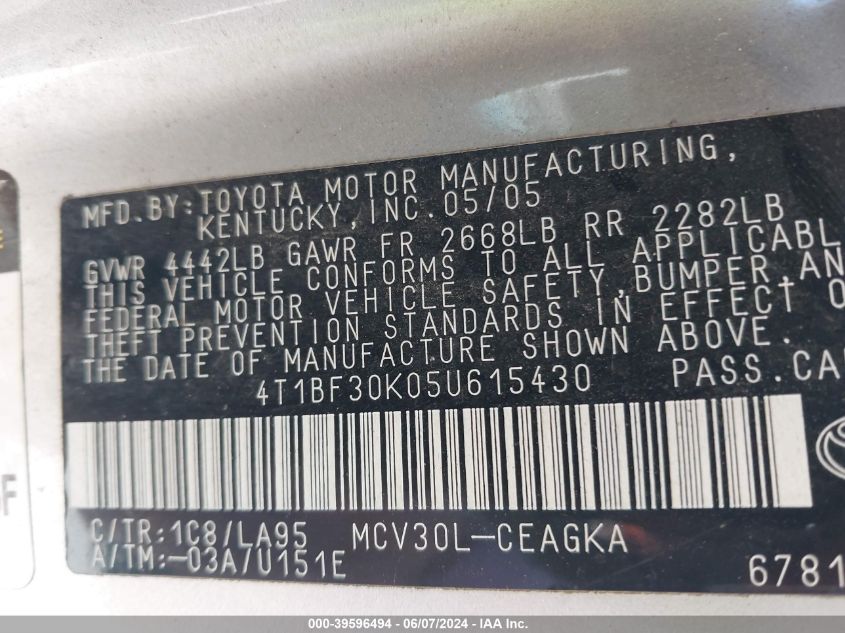 MFD. BY: TOYOTA MOTOR MANUFACTURING,
KENTUCKY, INC. 05/05
GVWR 4442LB GAWR FR 2668LB RR 2282LB
THIS VEHICLE CONFORMS TO ALL APPLICABL
FEDERAL MOTOR VEHICLE SAFETY, BUMPER, AN
THEFT PREVENTION STANDARDS IN EFFECT O
THE DATE OF MANUFACTURE SHOWN ABOVE.
4T1BF30K05U615430 PASS.CA
C/TR:1C8/LA95 MCV30L-CEAGKA
A/TM:-03A/U151E 6781
000-39596494 - 06/07/2024 - IAA Inc.